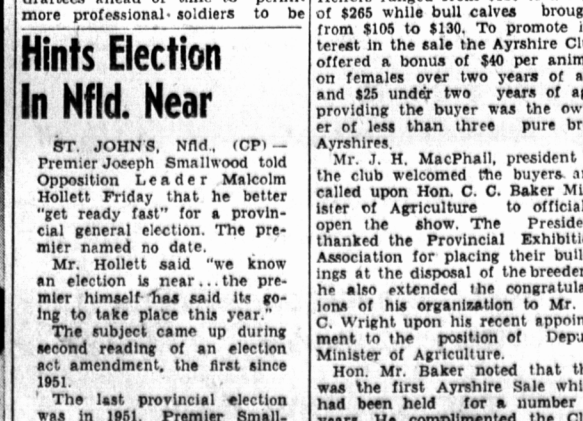 more professional soldiers to be
Hints Election
In Nfld. Near
ST. JOHN'S, Nfld., (CP) —
Premier Joseph Smallwood told
Opposition Leader Malcolm
Hollett Friday that he better
"get ready fast" for a provin-
cial general election. The pre-
mier named no date.
Mr. Hollett said "we know
an election is near...the pre-
mier himself has said its go-
ing to take place this year."
The subject came up during
second reading of an election
act amendment, the first since
1951.
The last provincial election
was in 1951. Premier Small-
of $265 while bull calves
from $105 to $130. To promote
terest in the sale the Ayrshire
offered a bonus of $40 per
on females over two years of
and $25 under two years of
providing the buyer was the
er of less than three pure
Ayrshires.
Mr. J. H. MacPhail, president
the club welcomed the buyers
called upon Hon. C. C. Baker
ister of Agriculture to
open the show. The
thanked the Provincial
Association for placing their
ings at the disposal of the
he also extended the
ions of his organization to Mr.
C. Wright upon his recent
ment to the position of
Minister of Agriculture.
Hon. Mr. Baker noted that
was the first Ayrshire Sale
had been held for a number
years. He complimented the